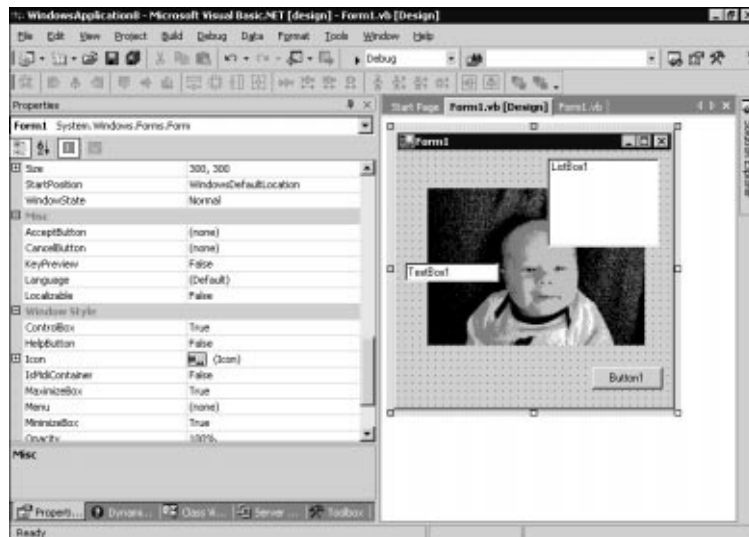 WindowsApplication8 - Microsoft Visual Basic.NET [design] - Form1.vb [Design]
File Edit View Project Build Debug Data Format Tools Window Help
Debug
Properties
Form1 System.Windows.Forms.Form
Size 300, 300
StartPosition WindowsDefaultLocation
WindowState Normal
Misc
AcceptButton (none)
CancelButton (none)
KeyPreview False
Language (Default)
Localizable False
Window Style
ControlBox True
HelpButton False
Icon (Icon)
IsMdiContainer False
MaximizeBox True
Menu (none)
MinimizeBox True
Opacity 100%
Misc
Properti... Dynami... Class V... Server ... Toolbox
Ready
Start Page Form1.vb [Design] Form1.vb
Form1
ListBox1
TextBox1
Button1
Solution Explorer